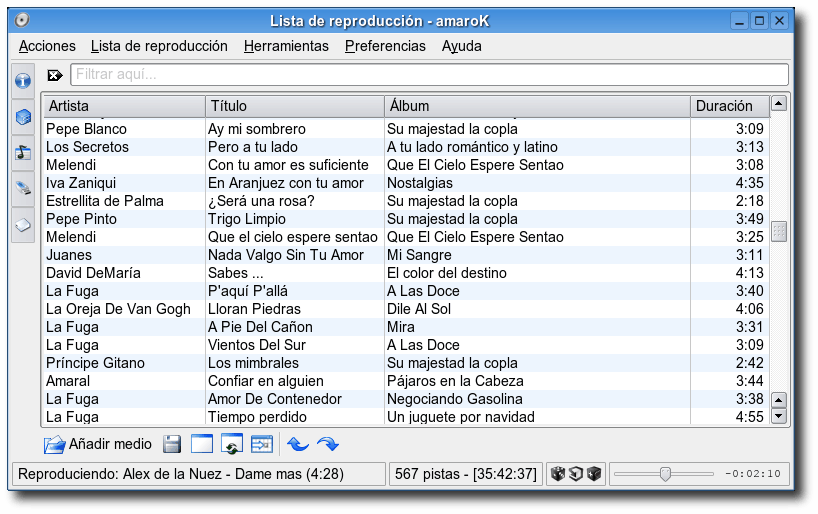 Lista de reproducción - amaroK
Acciones Lista de reproducción Herramientas Preferencias Ayuda
Filtrar aquí...
Artista Título Álbum Duración
Pepe Blanco Ay mi sombrero Su majestad la copla 3:09
Los Secretos Pero a tu lado A tu lado romántico y latino 3:13
Melendi Con tu amor es suficiente Que El Cielo Espere Sentao 3:08
Iva Zaniqui En Aranjuez con tu amor Nostalgias 4:35
Estrellita de Palma ¿Será una rosa? Su majestad la copla 2:18
Pepe Pinto Trigo Limpio Su majestad la copla 3:49
Melendi Que el cielo espere sentao Que El Cielo Espere Sentao 3:25
Juanes Nada Valgo Sin Tu Amor Mi Sangre 3:11
David DeMaría Sabes ... El color del destino 4:13
La Fuga P'aquí P'allá A Las Doce 3:40
La Oreja De Van Gogh Lloran Piedras Dile Al Sol 4:06
La Fuga A Pie Del Cañon Mira 3:31
La Fuga Vientos Del Sur A Las Doce 3:09
Príncipe Gitano Los mimbrales Su majestad la copla 2:42
Amaral Confiar en alguien Pájaros en la Cabeza 3:44
La Fuga Amor De Contenedor Negociando Gasolina 3:38
La Fuga Tiempo perdido Un juguete por navidad 4:55
Añadir medio
Reproduciendo: Alex de la Nuez - Dame mas (4:28) 567 pistas - [35:42:37] -0:02:10